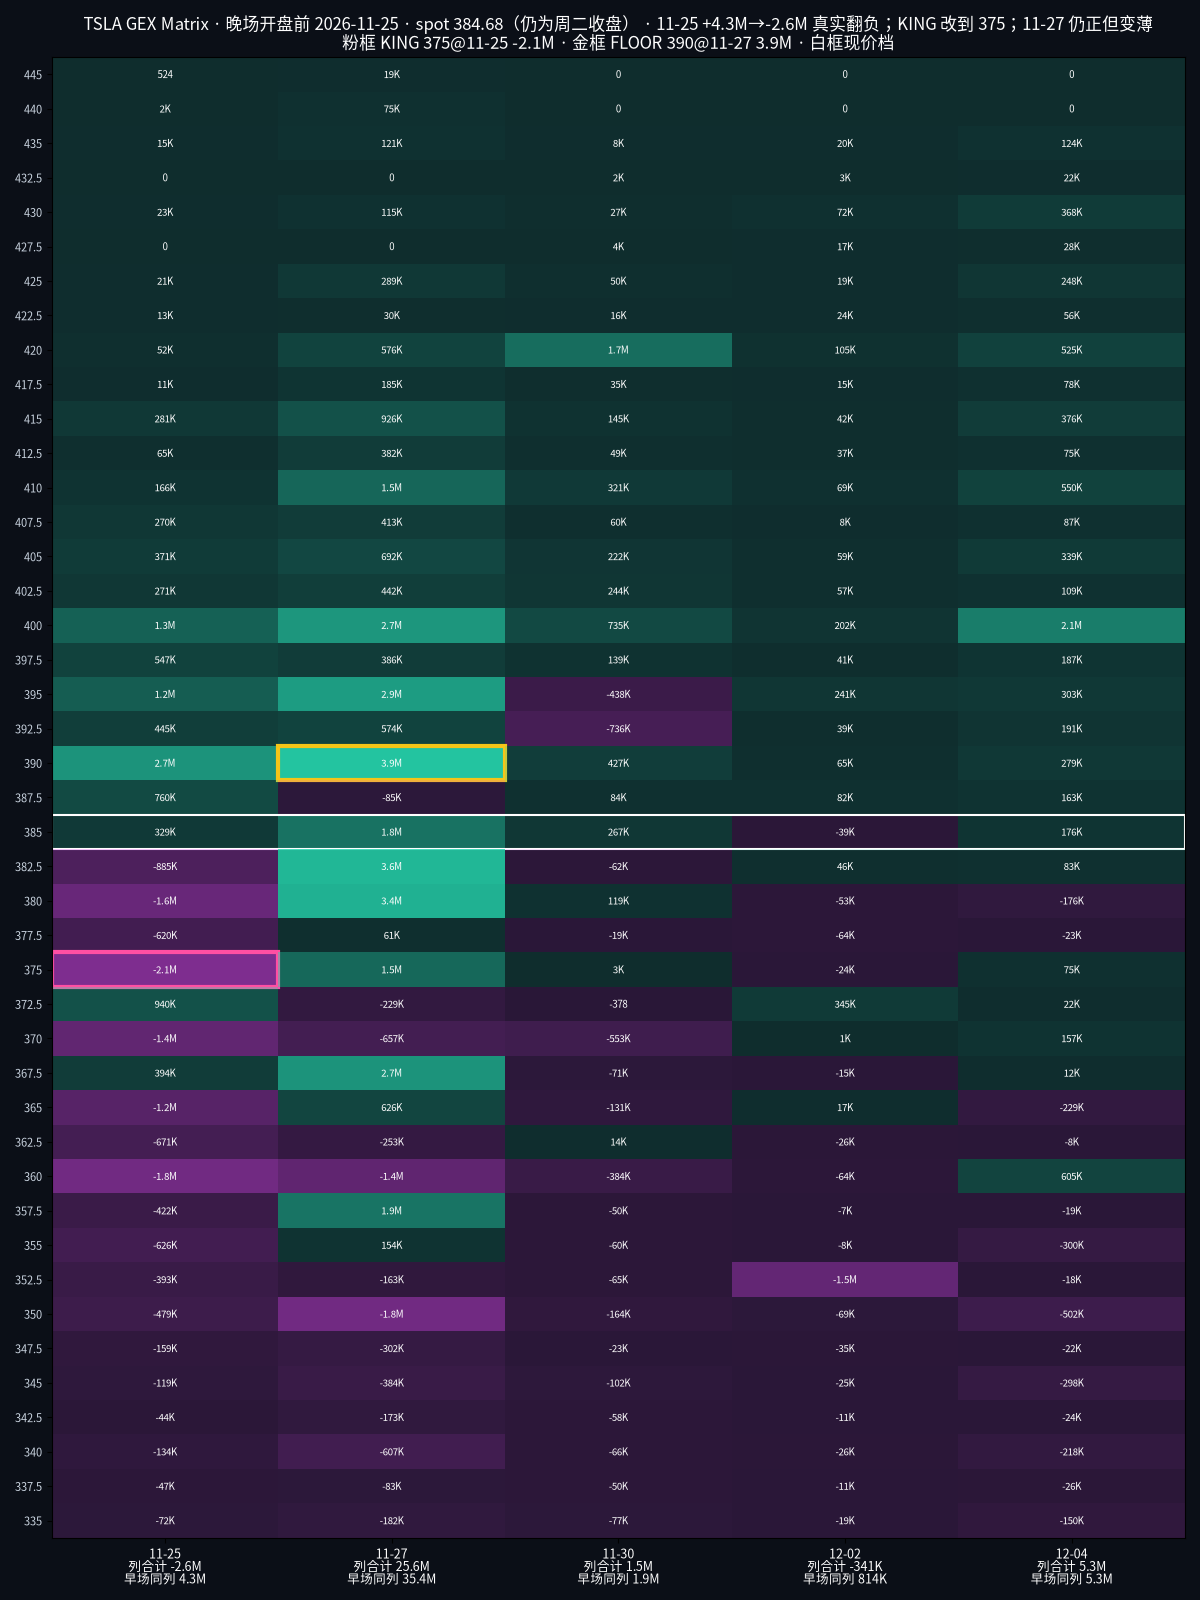 TSLA GEX Matrix · 晚场开盘前 2026-11-25 · spot 384.68（仍为周二收盘） · 11-25 +4.3M→-2.6M 真实翻负；KING 改到 375；11-27 仍正但变薄
粉框 KING 375@11-25 -2.1M · 金框 FLOOR 390@11-27 3.9M · 白框现价档
445 524 19K 0 0 0
440 2K 75K 0 0 0
435 15K 121K 8K 20K 124K
432.5 0 0 2K 3K 22K
430 23K 115K 27K 72K 368K
427.5 0 0 4K 17K 28K
425 21K 289K 50K 19K 248K
422.5 13K 30K 16K 24K 56K
420 52K 576K 1.7M 105K 525K
417.5 11K 185K 35K 15K 78K
415 281K 926K 145K 42K 376K
412.5 65K 382K 49K 37K 75K
410 166K 1.5M 321K 69K 550K
407.5 270K 413K 60K 8K 87K
405 371K 692K 222K 59K 339K
402.5 271K 442K 244K 57K 109K
400 1.3M 2.7M 735K 202K 2.1M
397.5 547K 386K 139K 41K 187K
395 1.2M 2.9M -438K 241K 303K
392.5 445K 574K -736K 39K 191K
390 2.7M 3.9M 427K 65K 279K
387.5 760K -85K 84K 82K 163K
385 329K 1.8M 267K -39K 176K
382.5 -885K 3.6M -62K 46K 83K
380 -1.6M 3.4M 119K -53K -176K
377.5 -620K 61K -19K -64K -23K
375 -2.1M 1.5M 3K -24K 75K
372.5 940K -229K -378 345K 22K
370 -1.4M -657K -553K 1K 157K
367.5 394K 2.7M -71K -15K 12K
365 -1.2M 626K -131K 17K -229K
362.5 -671K -253K 14K -26K -8K
360 -1.8M -1.4M -384K -64K 605K
357.5 -422K 1.9M -50K -7K -19K
355 -626K 154K -60K -8K -300K
352.5 -393K -163K -65K -1.5M -18K
350 -479K -1.8M -164K -69K -502K
347.5 -159K -302K -23K -35K -22K
345 -119K -384K -102K -25K -298K
342.5 -44K -173K -58K -11K -24K
340 -134K -607K -66K -26K -218K
337.5 -47K -83K -50K -11K -26K
335 -72K -182K -77K -19K -150K
11-25 11-27 11-30 12-02 12-04
列合计 -2.6M 列合计 25.6M 列合计 1.5M 列合计 -341K 列合计 5.3M
早场同列 4.3M 早场同列 35.4M 早场同列 1.9M 早场同列 814K 早场同列 5.3M